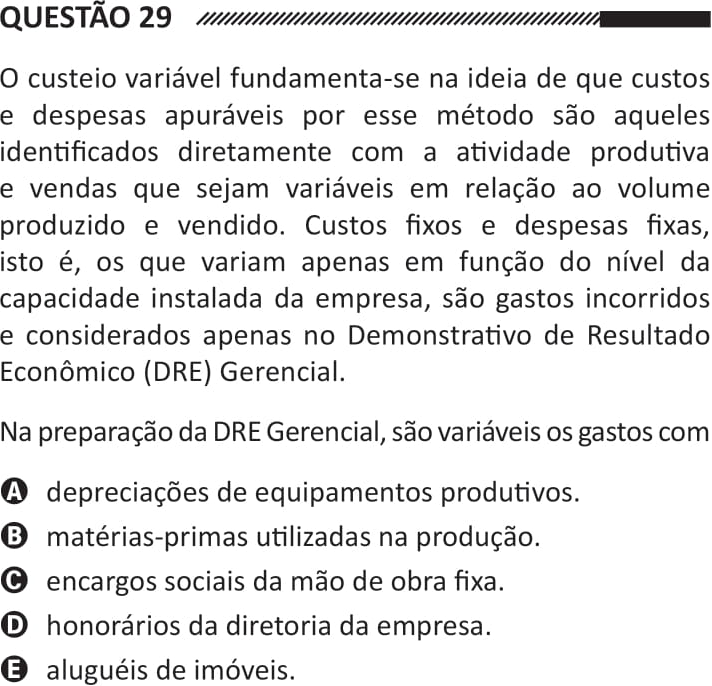 QUESTÃO 29
O custeio variável fundamenta-se na ideia de que custos
e despesas apuráveis por esse método são aqueles
identificados diretamente com a atividade produtiva
e vendas que sejam variáveis em relação ao volume
produzido e vendido. Custos fixos e despesas fixas,
isto é, os que variam apenas em função do nível da
capacidade instalada da empresa, são gastos incorridos
e considerados apenas no Demonstrativo de Resultado
Econômico (DRE) Gerencial.
Na preparação da DRE Gerencial, são variáveis os gastos com
A depreciações de equipamentos produtivos.
B matérias-primas utilizadas na produção.
C encargos sociais da mão de obra fixa.
D honorários da diretoria da empresa.
E aluguéis de imóveis.